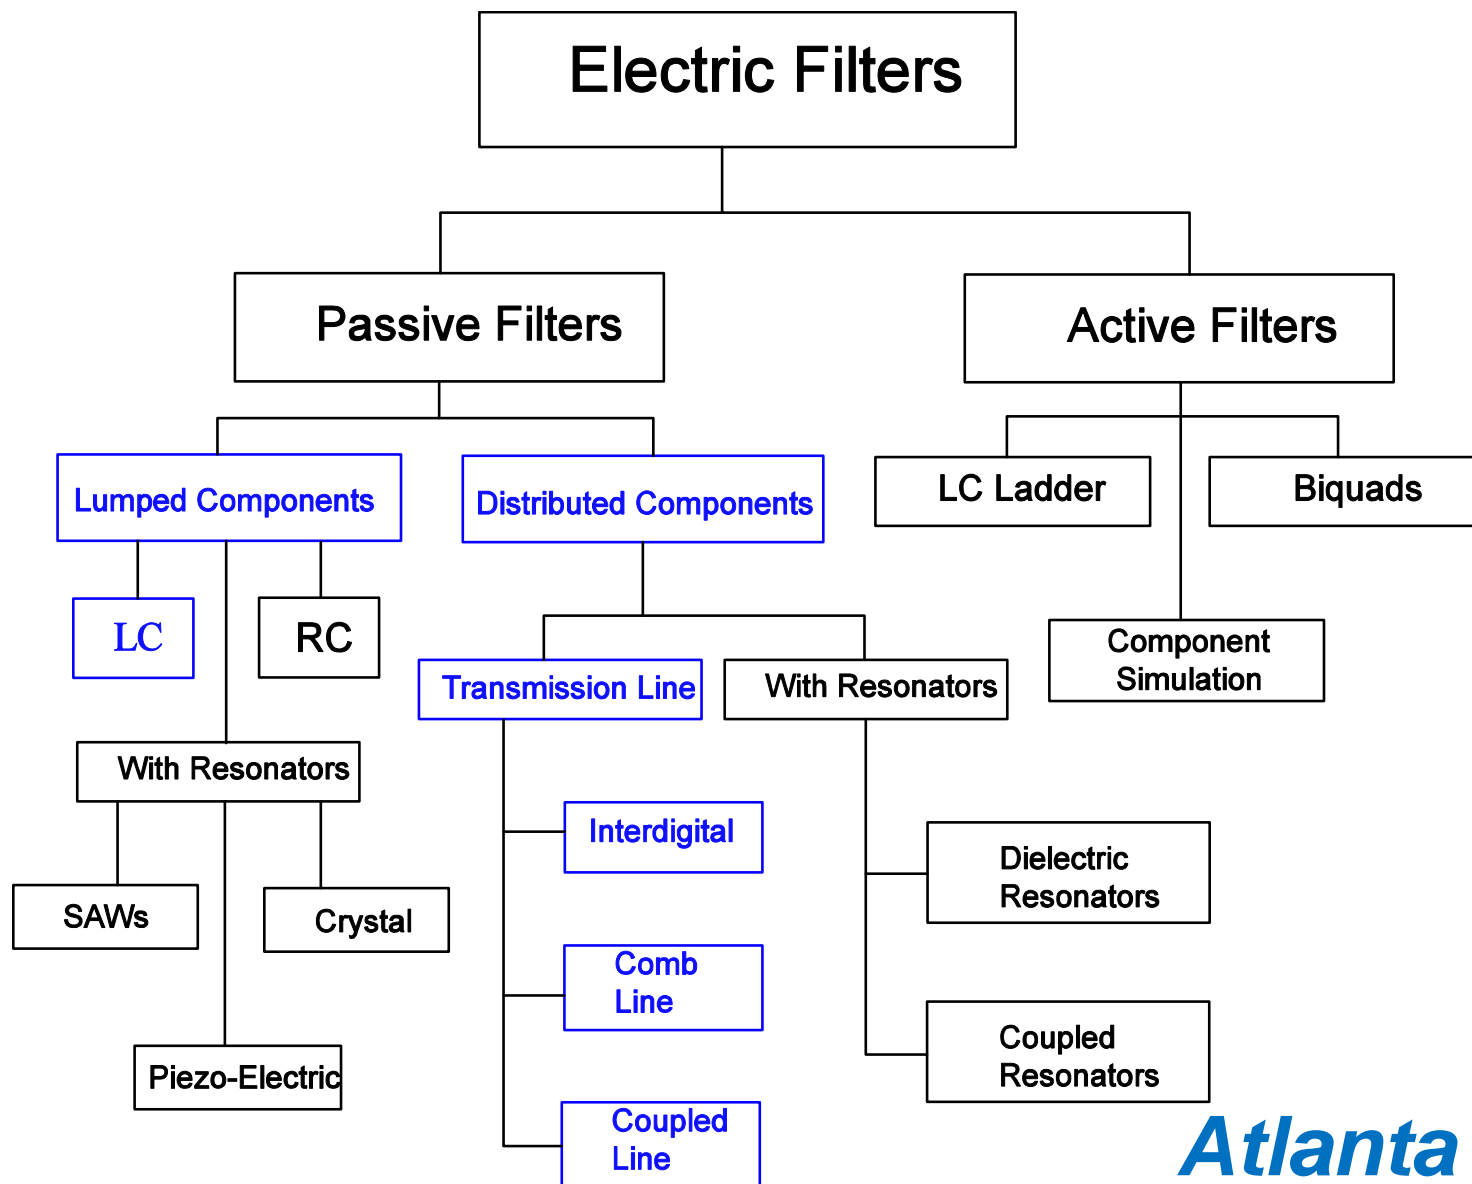 Electric Filters
Passive Filters
Active Filters
Lumped Components
Distributed Components
LC Ladder
Biquads
LC
RC
Component
Simulation
Transmission Line
With Resonators
With Resonators
Interdigital
Dielectric
Resonators
SAWs
Crystal
Comb
Line
Coupled
Resonators
Piezo-Electric
Coupled
Line
Atlanta